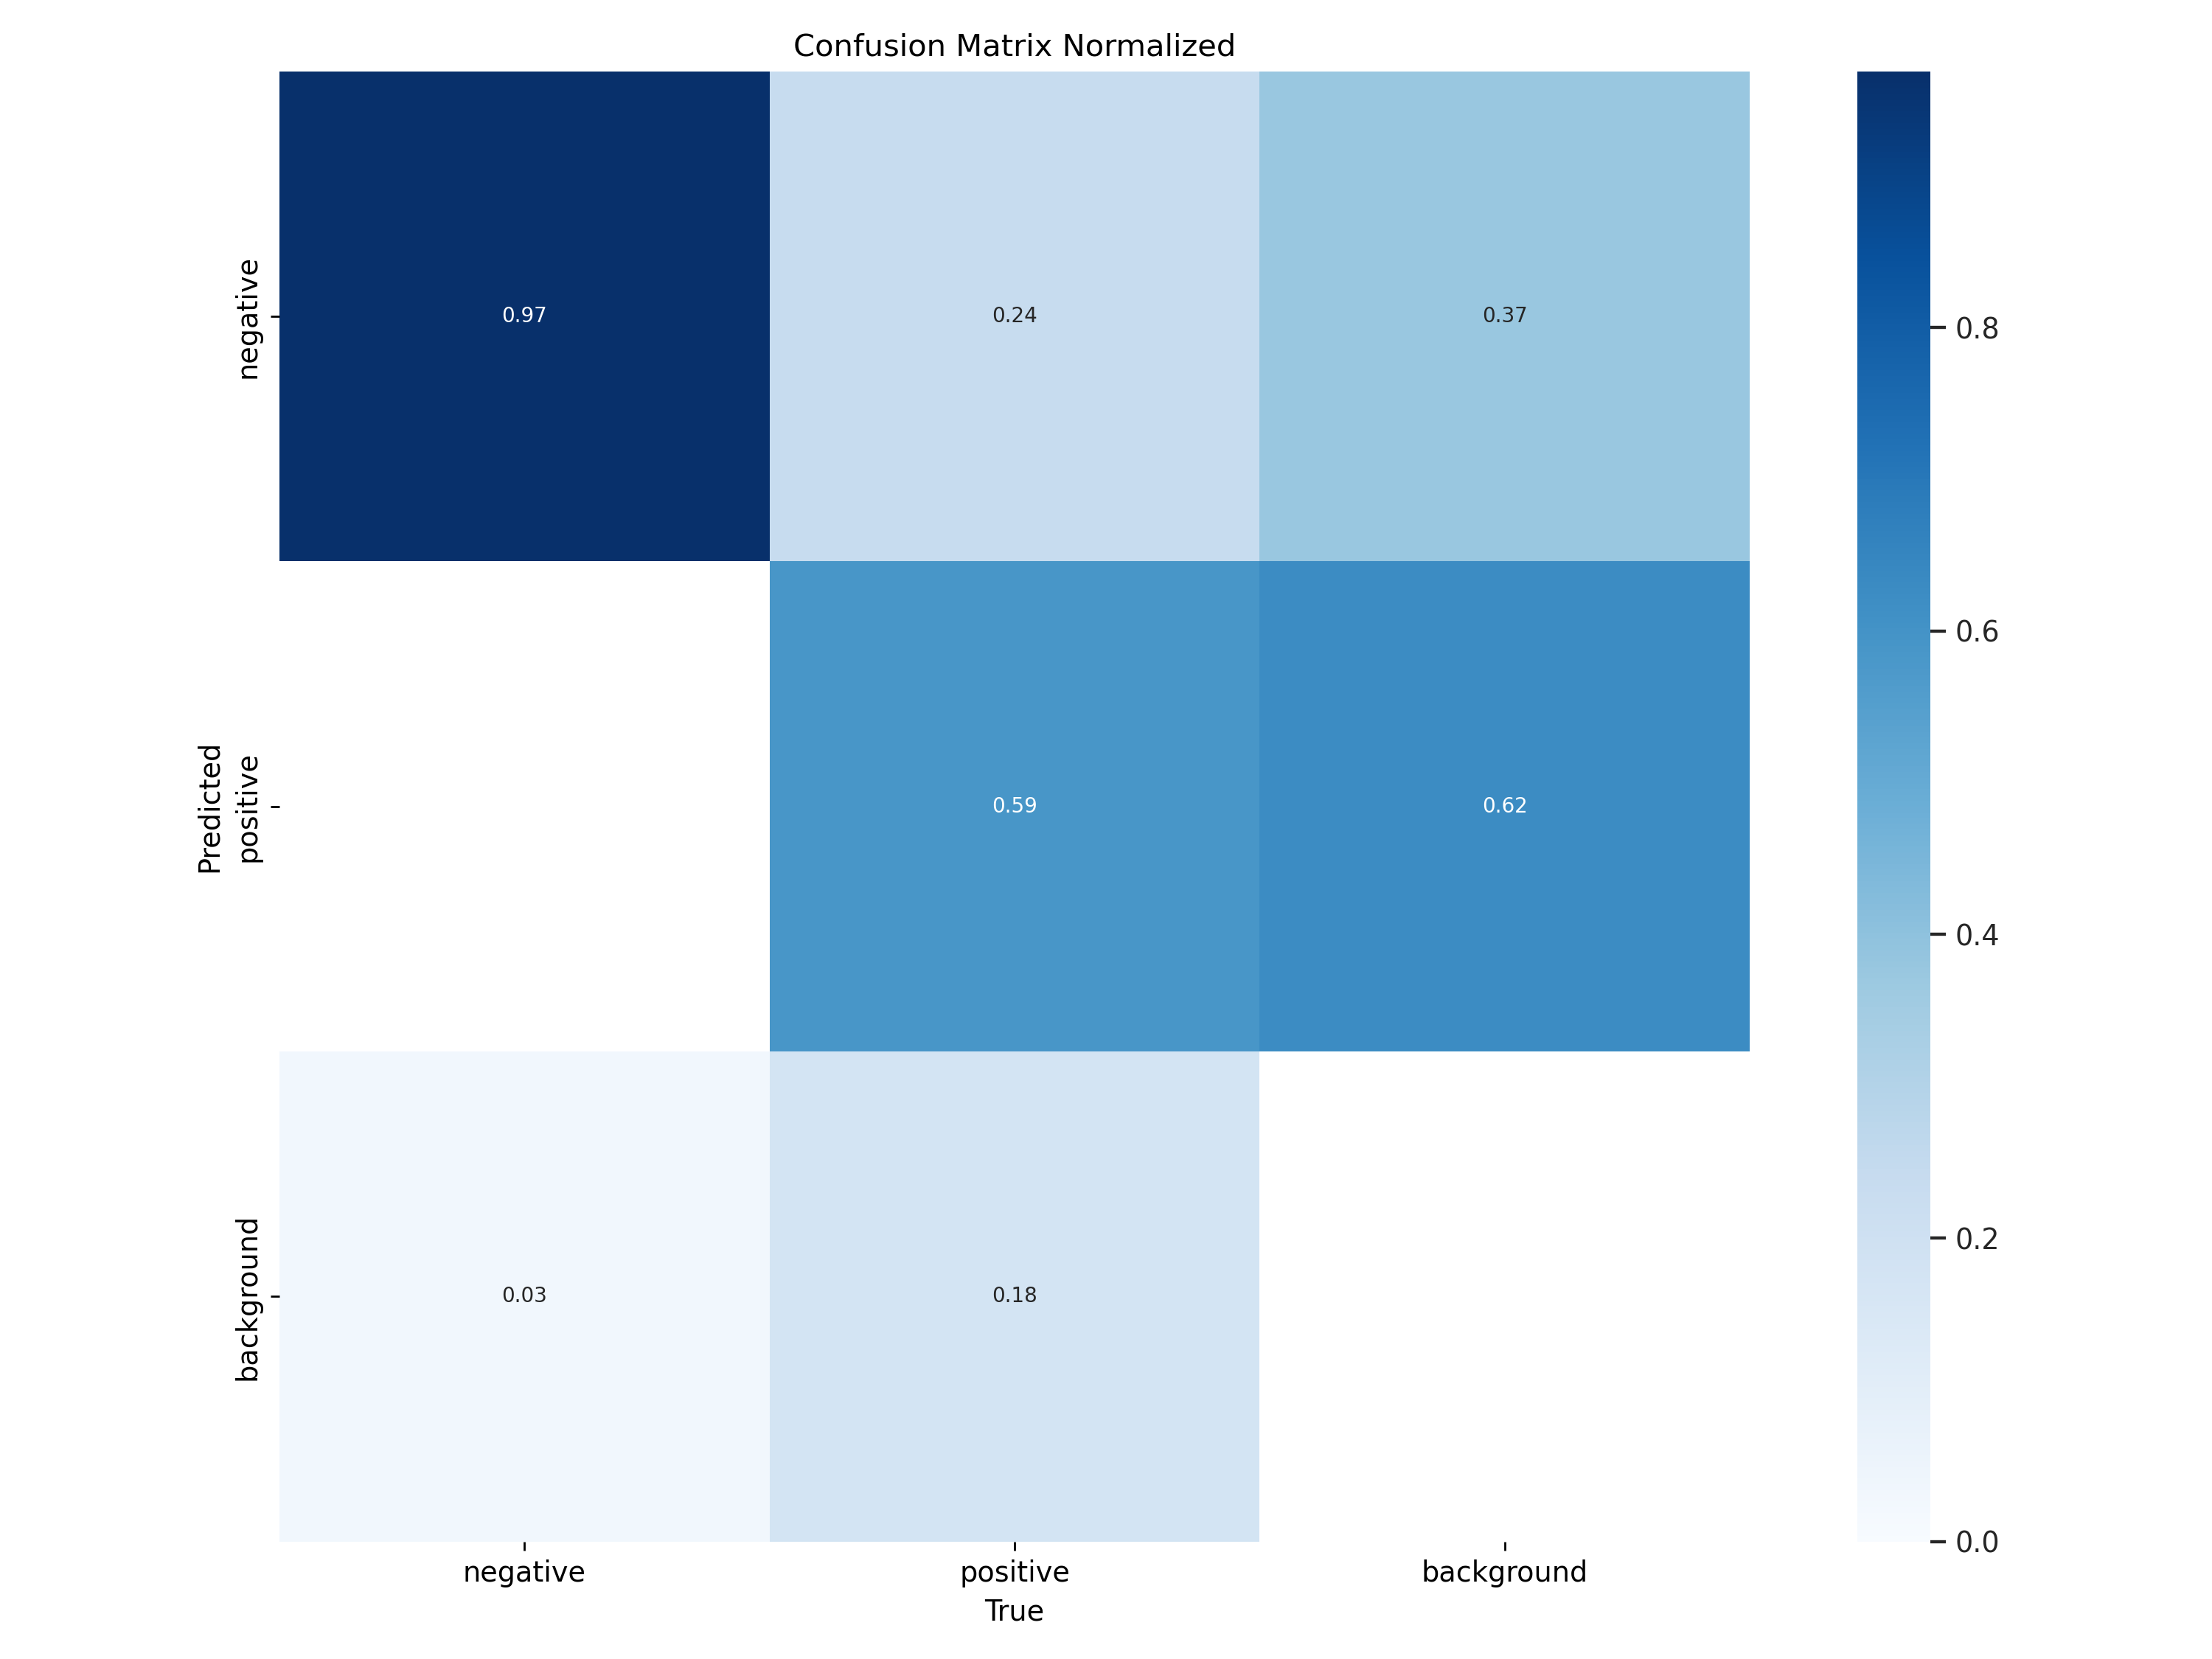 Confusion Matrix Normalized
negative
0.97
0.24
0.37
0.8
0.6
Predicted
positive
0.59
0.62
0.4
0.2
background
0.03
0.18
0.0
negative
positive
background
True